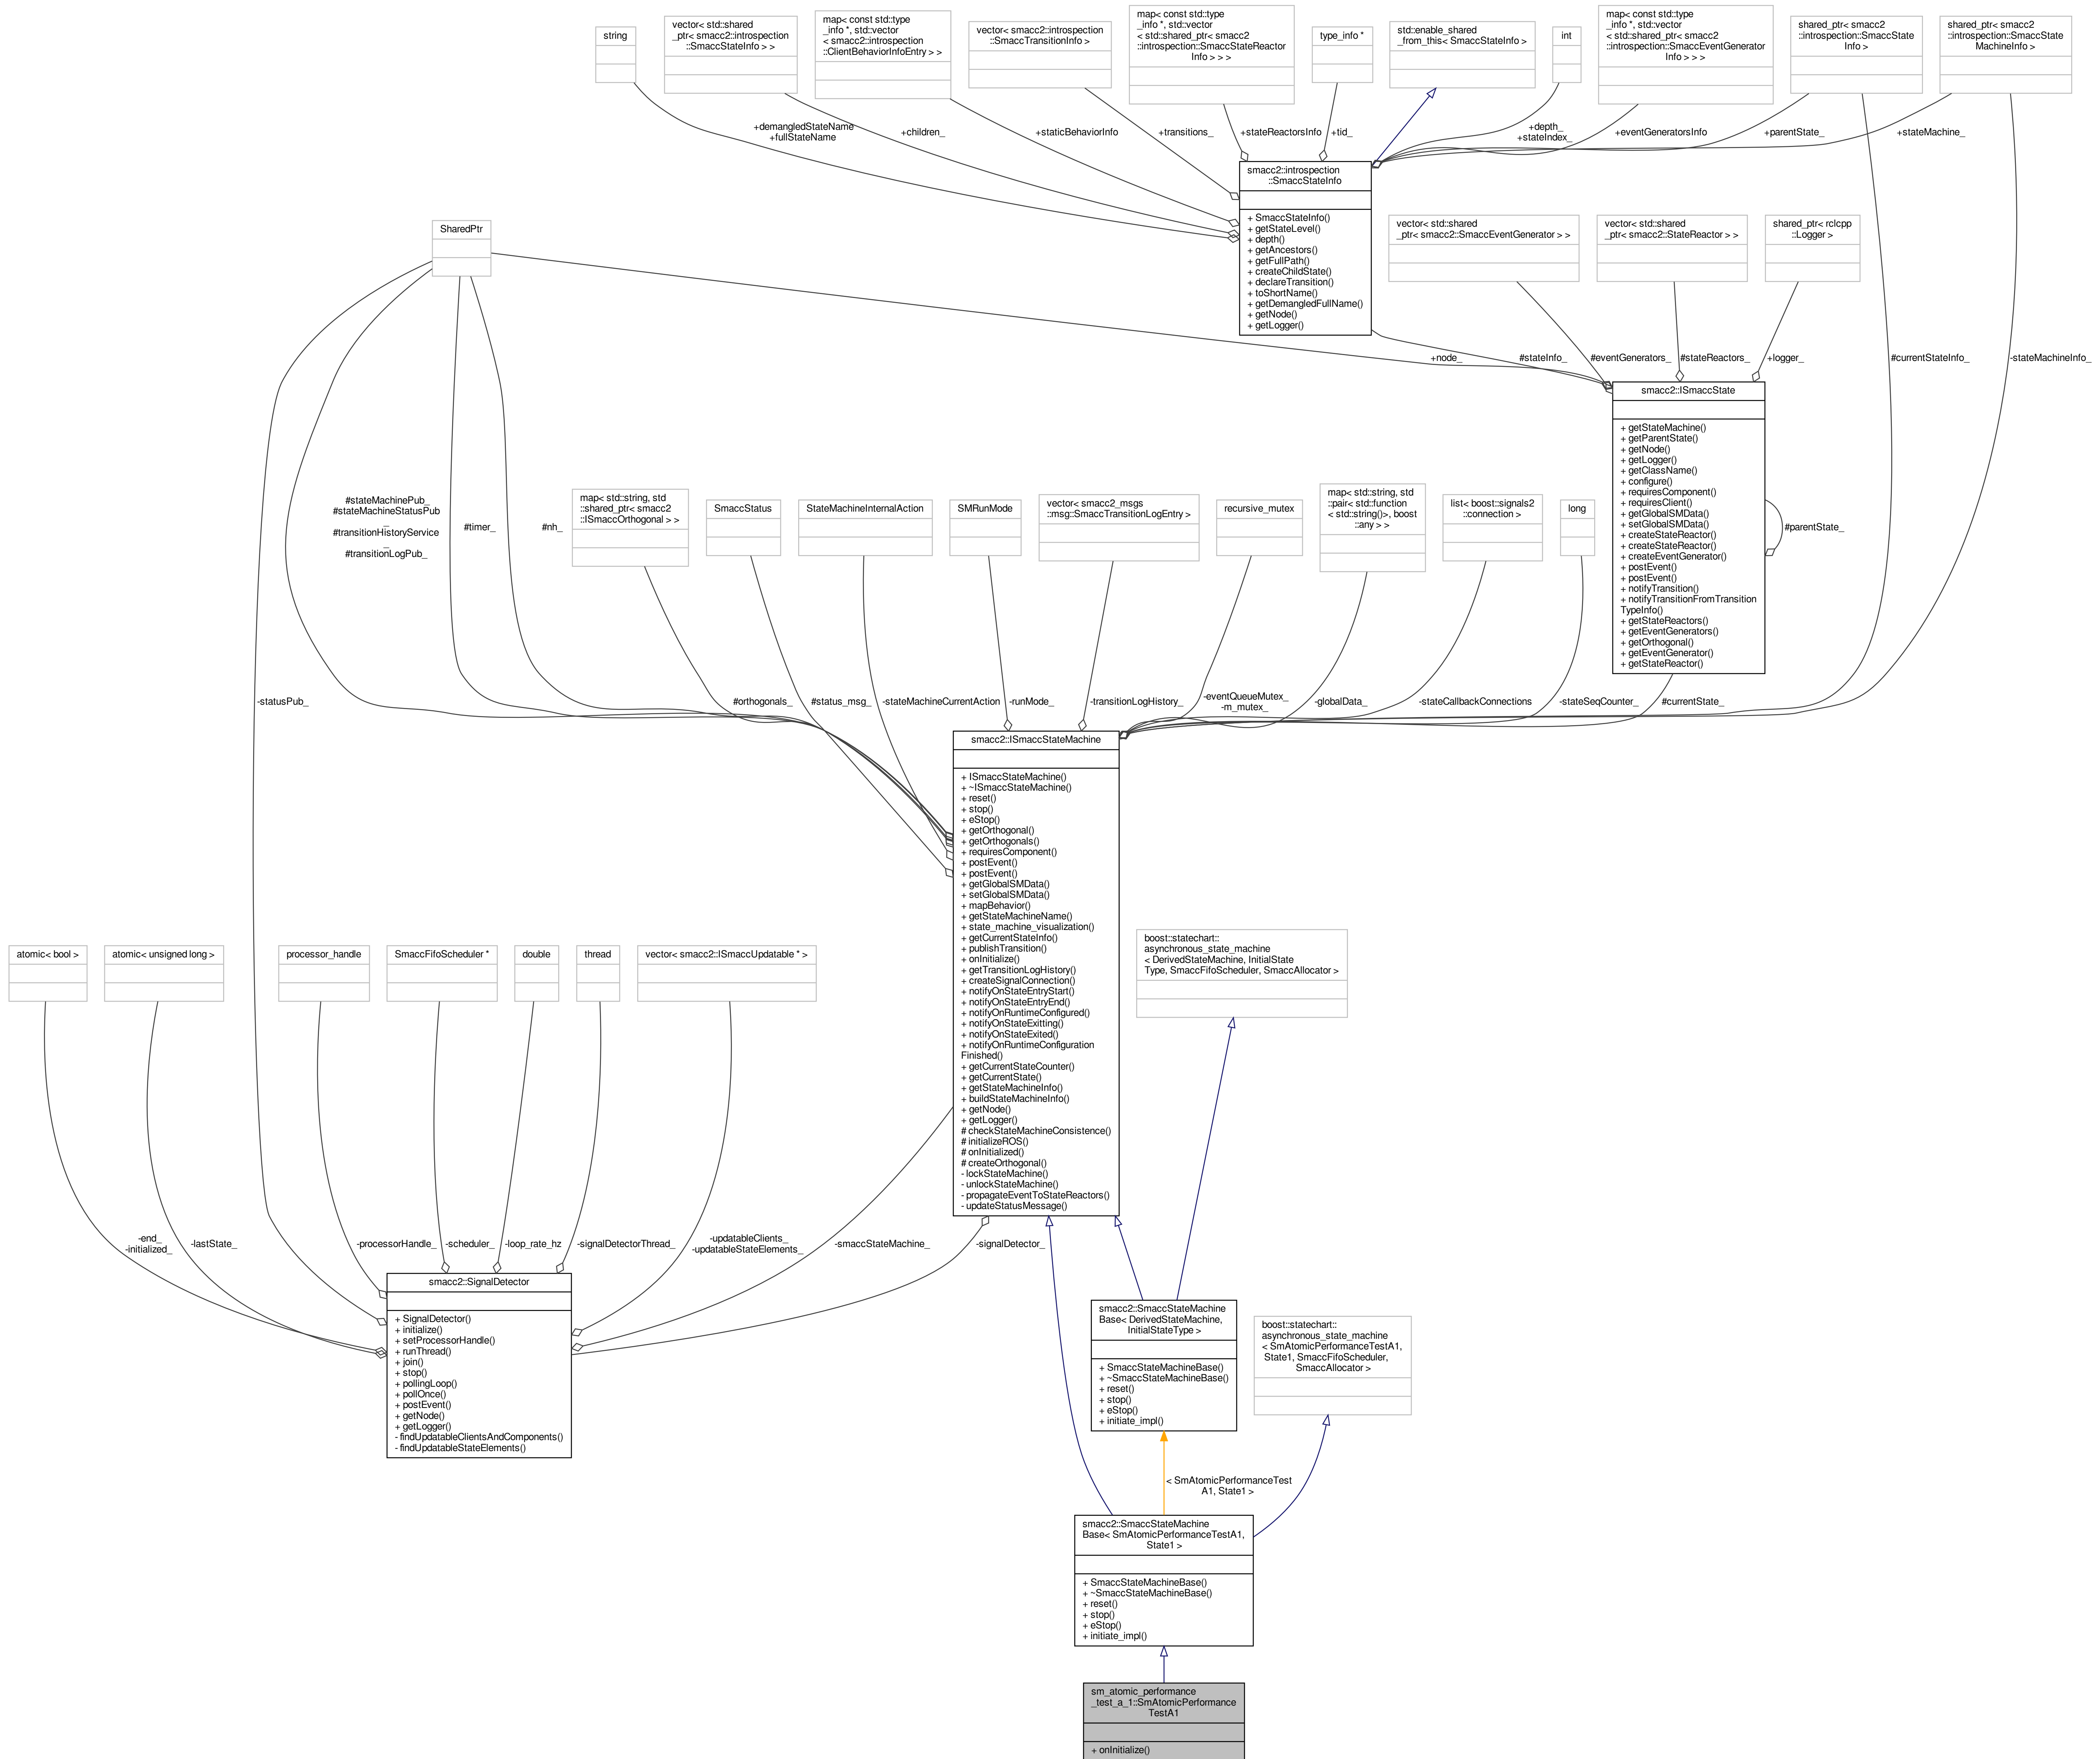 string
vector< std::shared
_ptr< smacc2::introspection
::SmaccStateInfo > >
map< const std::type
_info *, std::vector
< smacc2::introspection
::ClientBehaviorInfoEntry > >
vector< smacc2::introspection
::SmaccTransitionInfo >
map< const std::type
_info *, std::vector
< std::shared_ptr< smacc2
::introspection::SmaccStateReactor
Info > > >
type_info *
std::enable_shared
_from_this< SmaccStateInfo >
int
map< const std::type
_info *, std::vector
< std::shared_ptr< smacc2
::introspection::SmaccEventGenerator
Info > > >
shared_ptr< smacc2
::introspection::SmaccState
Info >
shared_ptr< smacc2
::introspection::SmaccState
MachineInfo >
+demangledStateName
+fullStateName
+children_
+staticBehaviorInfo
+transitions_
+stateReactorsInfo
+tid_
+depth_
+stateIndex_
+eventGeneratorsInfo
+parentState_
+stateMachine_
smacc2::introspection
::SmaccStateInfo
+ SmaccStateInfo()
+ getStateLevel()
+ depth()
+ getAncestors()
+ getFullPath()
+ createChildState()
+ declareTransition()
+ toShortName()
+ getDemangledFullName()
+ getNode()
+ getLogger()
SharedPtr
vector< std::shared
_ptr< smacc2::SmaccEventGenerator > >
vector< std::shared
_ptr< smacc2::StateReactor > >
shared_ptr< rclcpp
::Logger >
+node_
#stateInfo_
#eventGenerators_
#stateReactors_
+logger_
#currentStateInfo_
-stateMachineInfo_
smacc2::ISmaccState
+ getStateMachine()
+ getParentState()
+ getNode()
+ getLogger()
+ getClassName()
+ configure()
+ requiresComponent()
+ requiresClient()
+ getGlobalSMData()
+ setGlobalSMData()
+ createStateReactor()
+ createStateReactor()
+ createEventGenerator()
+ postEvent()
+ postEvent()
+ notifyTransition()
+ notifyTransitionFromTransition
TypeInfo()
+ getStateReactors()
+ getEventGenerators()
+ getOrthogonal()
+ getEventGenerator()
+ getStateReactor()
#parentState_
#stateMachinePub_
#stateMachineStatusPub
_
#transitionHistoryService
_
#transitionLogPub_
#timer_
#nh_
map< std::string, std
::shared_ptr< smacc2
::ISmaccOrthogonal > >
SmaccStatus
StateMachineInternalAction
SMRunMode
vector< smacc2_msgs
::msg::SmaccTransitionLogEntry >
recursive_mutex
map< std::string, std
::pair< std::function
< std::string()>, boost
::any > >
list< boost::signals2
::connection >
long
-statusPub_
#orthogonals_
#status_msg_
-stateMachineCurrentAction
-runMode_
-transitionLogHistory_
-eventQueueMutex_
-m_mutex_
-globalData_
-stateCallbackConnections
-stateSeqCounter_
#currentState_
smacc2::ISmaccStateMachine
+ ISmaccStateMachine()
+ ~ISmaccStateMachine()
+ reset()
+ stop()
+ eStop()
+ getOrthogonal()
+ getOrthogonals()
+ requiresComponent()
+ postEvent()
+ postEvent()
+ getGlobalSMData()
+ setGlobalSMData()
+ mapBehavior()
+ getStateMachineName()
+ state_machine_visualization()
+ getCurrentStateInfo()
+ publishTransition()
+ onInitialize()
+ getTransitionLogHistory()
+ createSignalConnection()
+ notifyOnStateEntryStart()
+ notifyOnStateEntryEnd()
+ notifyOnRuntimeConfigured()
+ notifyOnStateExitting()
+ notifyOnStateExited()
+ notifyOnRuntimeConfiguration
Finished()
+ getCurrentStateCounter()
+ getCurrentState()
+ getStateMachineInfo()
+ buildStateMachineInfo()
+ getNode()
+ getLogger()
# checkStateMachineConsistence()
# initializeROS()
# onInitialized()
# createOrthogonal()
- lockStateMachine()
- unlockStateMachine()
- propagateEventToStateReactors()
- updateStatusMessage()
atomic< bool >
atomic< unsigned long >
processor_handle
SmaccFifoScheduler *
double
thread
vector< smacc2::ISmaccUpdatable * >
boost::statechart::
asynchronous_state_machine
< DerivedStateMachine, InitialState
Type, SmaccFifoScheduler, SmaccAllocator >
-end_
-initialized_
-lastState_
-processorHandle_
-scheduler_
-loop_rate_hz
-signalDetectorThread_
-updatableClients_
-updatableStateElements_
-smaccStateMachine_
-signalDetector_
smacc2::SignalDetector
+ SignalDetector()
+ initialize()
+ setProcessorHandle()
+ runThread()
+ join()
+ stop()
+ pollingLoop()
+ pollOnce()
+ postEvent()
+ getNode()
+ getLogger()
- findUpdatableClientsAndComponents()
- findUpdatableStateElements()
smacc2::SmaccStateMachine
Base< DerivedStateMachine,
InitialStateType >
+ SmaccStateMachineBase()
+ ~SmaccStateMachineBase()
+ reset()
+ stop()
+ eStop()
+ initiate_impl()
boost::statechart::
asynchronous_state_machine
< SmAtomicPerformanceTestA1,
State1, SmaccFifoScheduler,
SmaccAllocator >
< SmAtomicPerformanceTest
A1, State1 >
smacc2::SmaccStateMachine
Base< SmAtomicPerformanceTestA1,
State1 >
+ SmaccStateMachineBase()
+ ~SmaccStateMachineBase()
+ reset()
+ stop()
+ eStop()
+ initiate_impl()
sm_atomic_performance
_test_a_1::SmAtomicPerformance
TestA1
+ onInitialize()